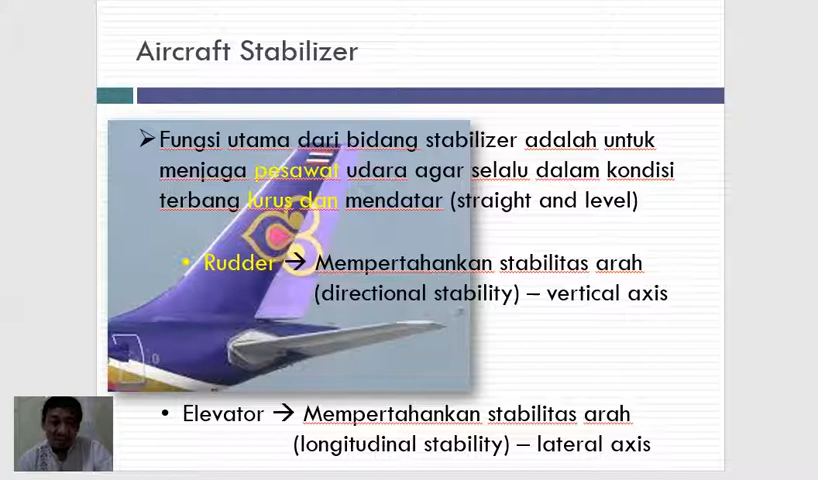 Aircraft Stabilizer
Fungsi utama dari bidang stabilizer adalah untuk
menjaga pesawat udara agar selalu dalam kondisi
terbang lurus dan mendatar (straight and level)
• Rudder → Mempertahankan stabilitas arah
(directional stability) – vertical axis
• Elevator → Mempertahankan stabilitas arah
(longitudinal stability) – lateral axis